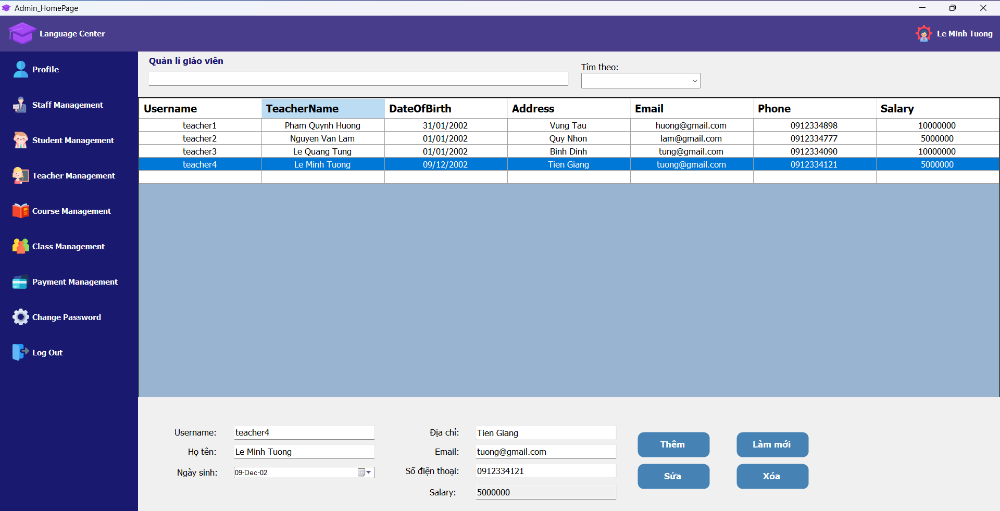 Admin_HomePage
Language Center
Le Minh Tuong
Profile
Staff Management
Student Management
Teacher Management
Course Management
Class Management
Payment Management
Change Password
Log Out
Quản lí giáo viên
Tìm theo:
Username TeacherName DateOfBirth Address Email Phone Salary
teacher1 Pham Quynh Huong 31/01/2002 Vung Tau huong@gmail.com 0912334898 10000000
teacher2 Nguyen Van Lam 01/01/2002 Quy Nhon lam@gmail.com 0912334777 5000000
teacher3 Le Quang Tung 01/01/2002 Binh Dinh tung@gmail.com 0912334090 10000000
teacher4 Le Minh Tuong 09/12/2002 Tien Giang tuong@gmail.com 0912334121 5000000
Username: teacher4
Họ tên: Le Minh Tuong
Ngày sinh: 09-Dec-02
Địa chỉ: Tien Giang
Email: tuong@gmail.com
Số điện thoại: 0912334121
Salary: 5000000
Thêm Làm mới
Sửa Xóa